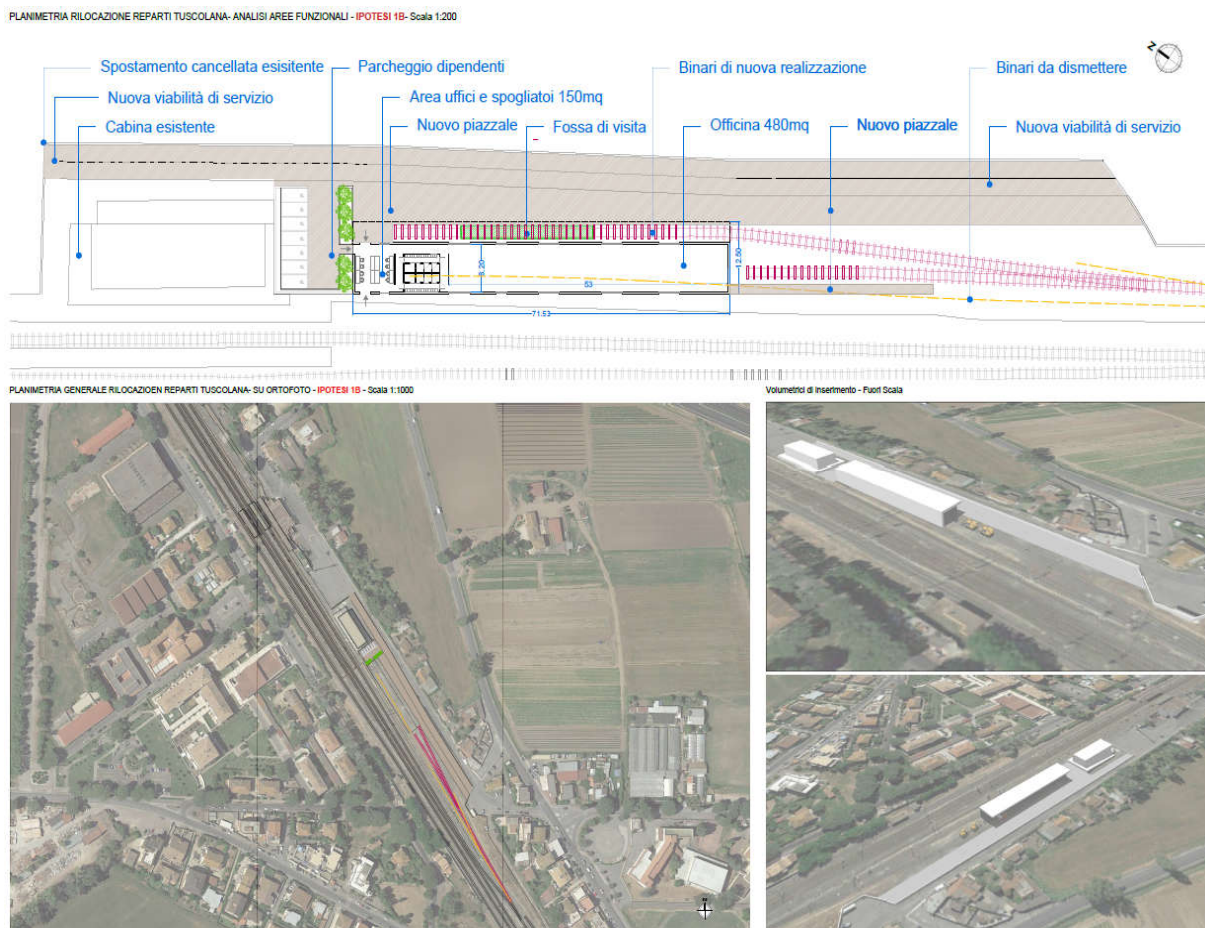 PLANIMETRIA RILOCAZIONE REPARTI TUSCOLANA- ANALISI AREE FUNZIONALI - IPOTESI 1B- Scala 1:200
Spostamento cancellata esisitente
Parcheggio dipendenti
Binari di nuova realizzazione
Binari da dismettere
N
Nuova viabilità di servizio
Area uffici e spogliatoi 150mq
Cabina esistente
Nuovo piazzale
Fossa di visita
Officina 480mq
Nuovo piazzale
Nuova viabilità di servizio
12.50
53
71.53
PLANIMETRIA GENERALE RILOCAZIOEN REPARTI TUSCOLANA- SU ORTOFOTO - IPOTESI 1B - Scala 1:1000
Volumetrici di Inserimento - Fuori Scala